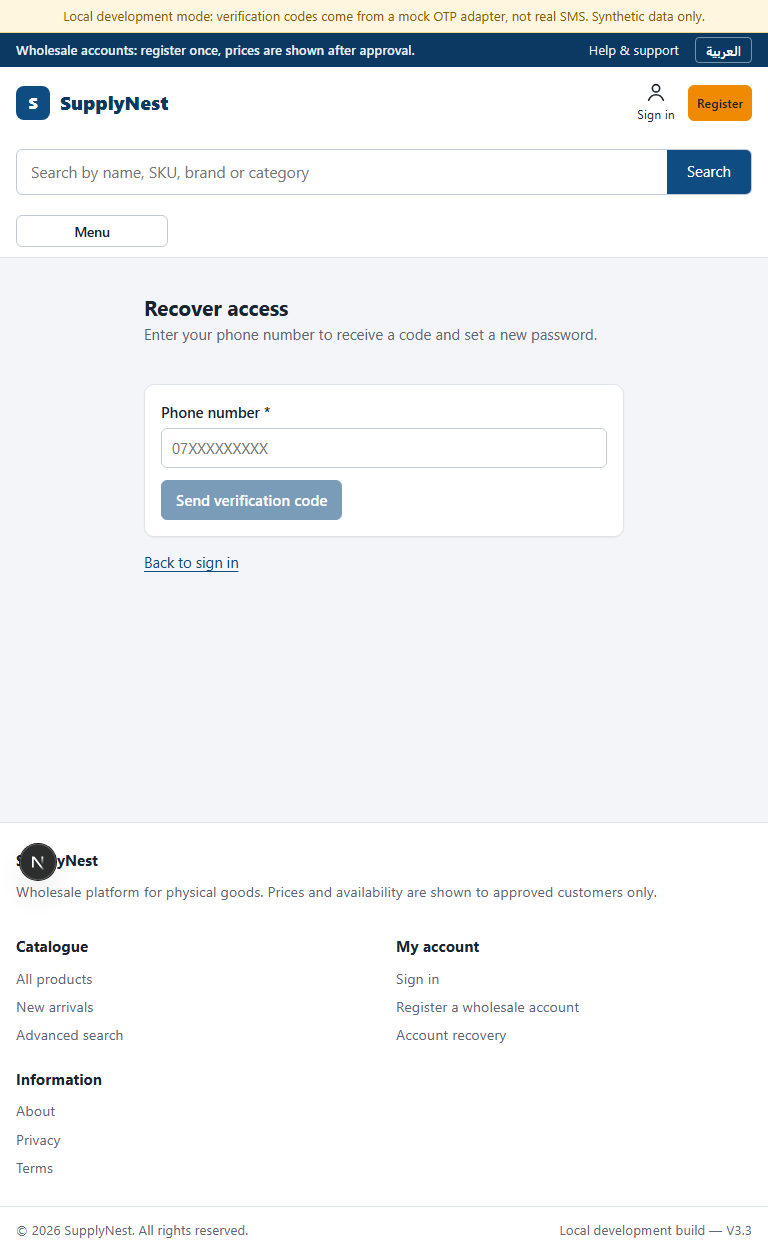 Local development mode: verification codes come from a mock OTP adapter, not real SMS. Synthetic data only.
Wholesale accounts: register once, prices are shown after approval.
Help & support
العربية
S
SupplyNest
Sign in
Register
Search by name, SKU, brand or category
Search
Menu
Recover access
Enter your phone number to receive a code and set a new password.
Phone number *
07XXXXXXXXX
Send verification code
Back to sign in
N
yNest
Wholesale platform for physical goods. Prices and availability are shown to approved customers only.
Catalogue
My account
All products
Sign in
New arrivals
Register a wholesale account
Advanced search
Account recovery
Information
About
Privacy
Terms
© 2026 SupplyNest. All rights reserved.
Local development build — V3.3